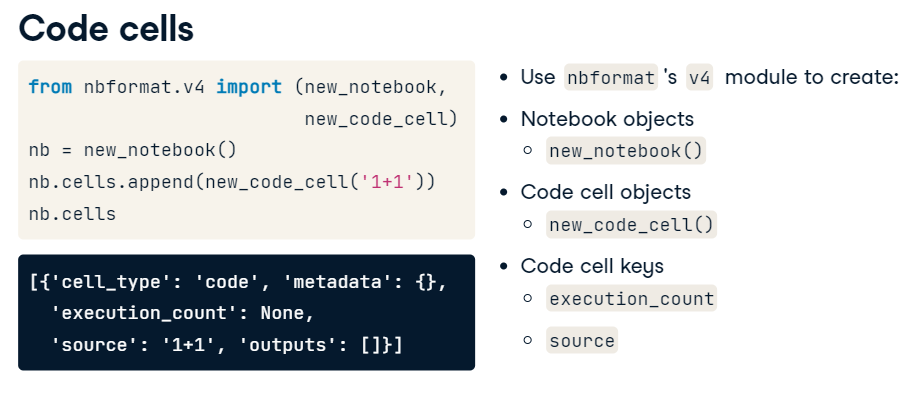 Code cells
from nbformat.v4 import (new_notebook,
                         new_code_cell)
nb = new_notebook()
nb.cells.append(new_code_cell('1+1'))
nb.cells
[{'cell_type': 'code', 'metadata': {},
  'execution_count': None,
  'source': '1+1', 'outputs': []}]
• Use nbformat 's v4 module to create:
• Notebook objects
○ new_notebook()
• Code cell objects
○ new_code_cell()
• Code cell keys
○ execution_count
○ source